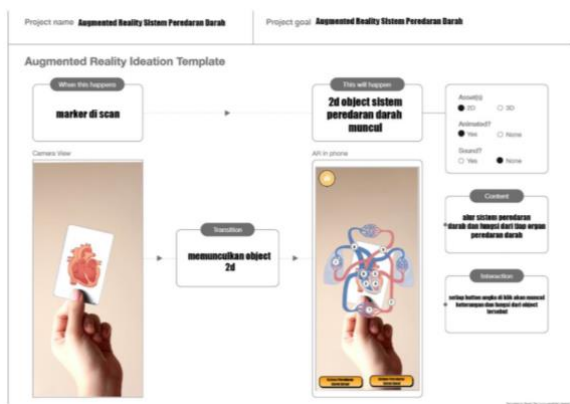 Project name Augmented Reality Sistem Peredaran Darah
Project goal Augmented Reality Sistem Peredaran Darah
Augmented Reality Ideation Template
When this happens
marker di scan
This will happen
2d object sistem
peredaran darah
muncul
Asset(s)
2D 3D
Animated?
Yes None
Sound?
Yes None
Camera View
Transition
memunculkan object
2d
AR in phone
Content
alur sistem peredaran
darah dan fungsi dari tiap organ
peredaran darah
Interaction
setiap button angka di klik akan muncul
keterangan dan fungsi dari object
tersebut